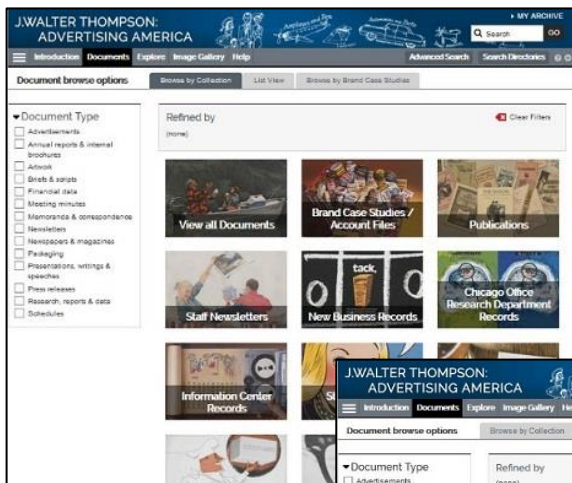 J.WALTER THOMPSON:
ADVERTISING AMERICA
MY ARCHIVE
Search
GO
Introduction Documents Explore Image Gallery Help
Advanced Search Search Directories
Document browse options
Browse by Collection List View Browse by Brand Case Studies
Document Type
Advertisements
Annual reports & internal
brochures
Artwork
Briefs & scripts
Financial data
Meeting minutes
Memoranda & correspondence
Newsletters
Newspapers & magazines
Packaging
Presentations, writings &
speeches
Press releases
Research, reports & data
Schedules
Refined by
(none)
Clear Filters
View all Documents
Brand Case Studies /
Account Files
Publications
Staff Newsletters
tack,
New Business Records
Chicago Office
Research Department
Records
Information Center
Records
J.WALTER THOMPSON:
ADVERTISING AMERICA
Introduction Documents Explore Image Gallery
Document browse options
Browse by Collection
Document Type
Advertisements
Refined by
(none)